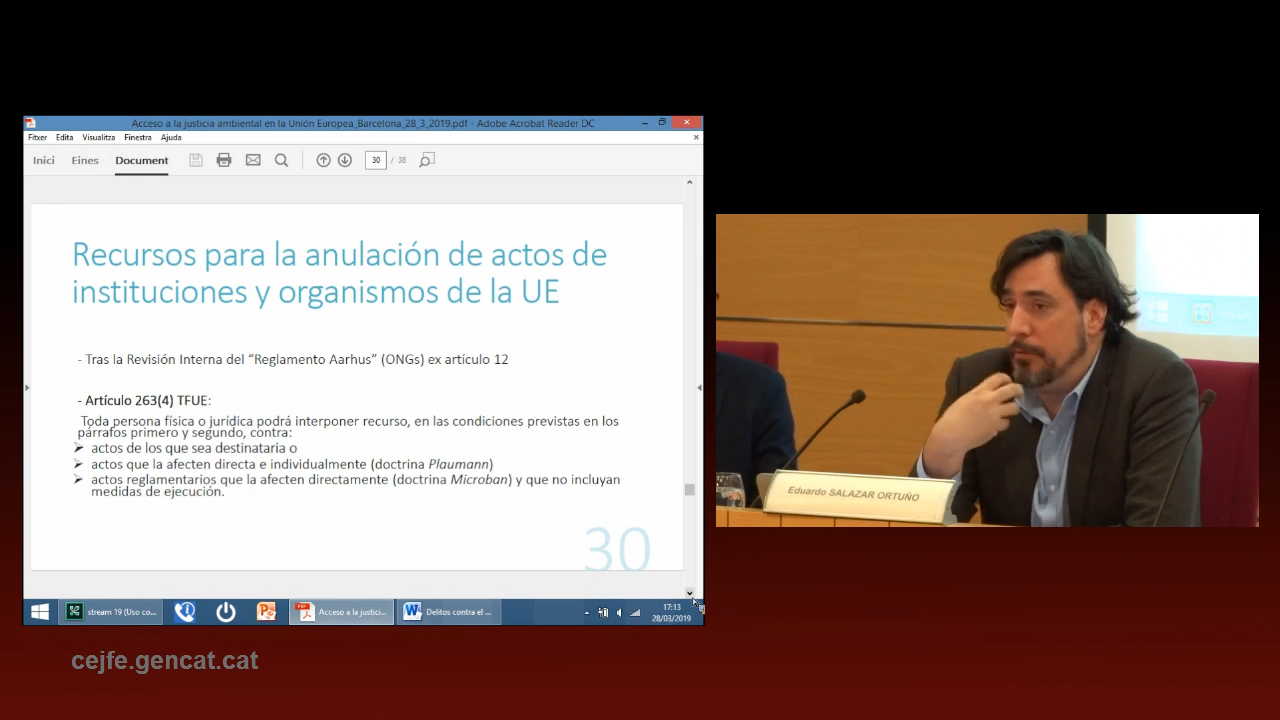 Acceso a la justicia ambiental en la Unión Europea_Barcelona_28_3_2019.pdf - Adobe Acrobat Reader DC
Fitxer Edita Visualitza Finestra Ajuda
Inici Eines Document 30 / 38
Recursos para la anulación de actos de
instituciones y organismos de la UE
- Tras la Revisión Interna del “Reglamento Aarhus” (ONGs) ex artículo 12
- Artículo 263(4) TFUE:
Toda persona física o jurídica podrá interponer recurso, en las condiciones previstas en los
párrafos primero y segundo, contra:
actos de los que sea destinataria o
actos que la afecten directa e individualmente (doctrina Plaumann)
actos reglamentarios que la afecten directamente (doctrina Microban) y que no incluyan
medidas de ejecución.
30
stream 19 (Uso co... Acceso a la justici... Delitos contra el ...
17:13
28/03/2019
Eduardo SALAZAR ORTUÑO
cejfe.gencat.cat